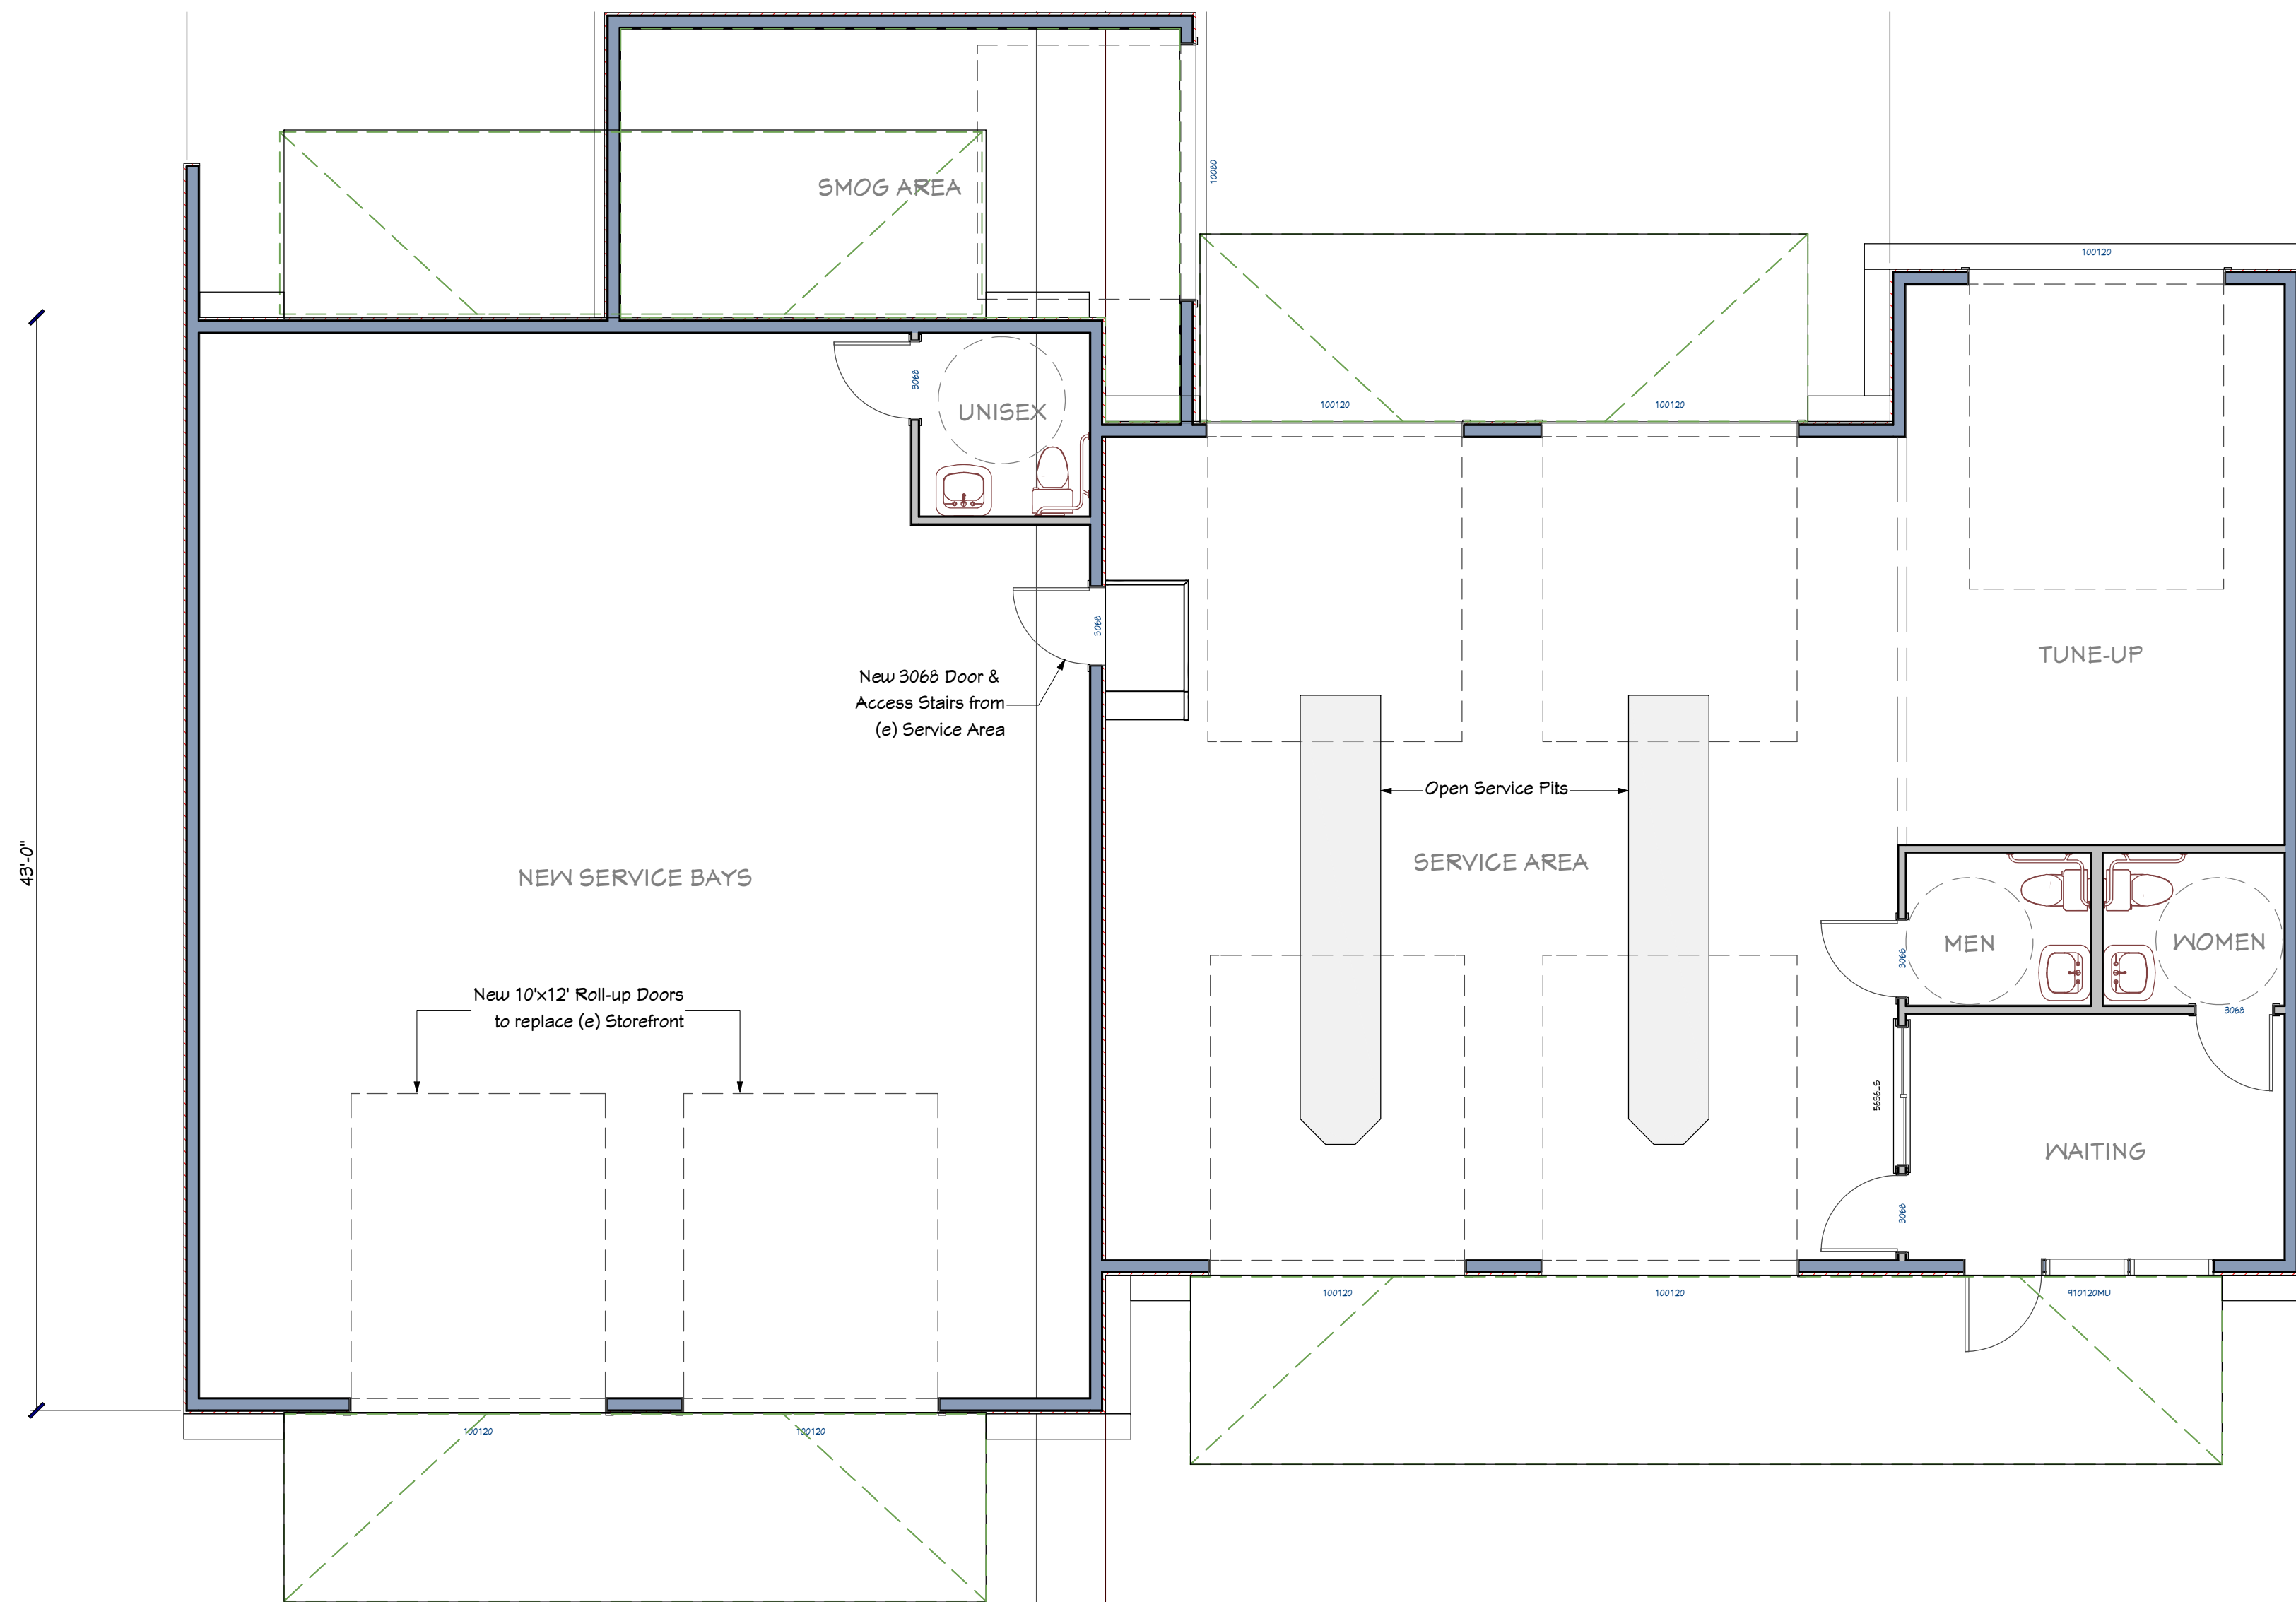 10080
SMOG AREA
100120
100120
100120
3068
UNISEX
3068
New 3068 Door &
Access Stairs from
(e) Service Area
TUNE-UP
Open Service Pits
43'-0"
NEW SERVICE BAYS
SERVICE AREA
MEN
WOMEN
3068
3068
New 10'x12' Roll-up Doors
to replace (e) Storefront
5636LS
WAITING
3068
100120
100120
910120MU
100120
100120